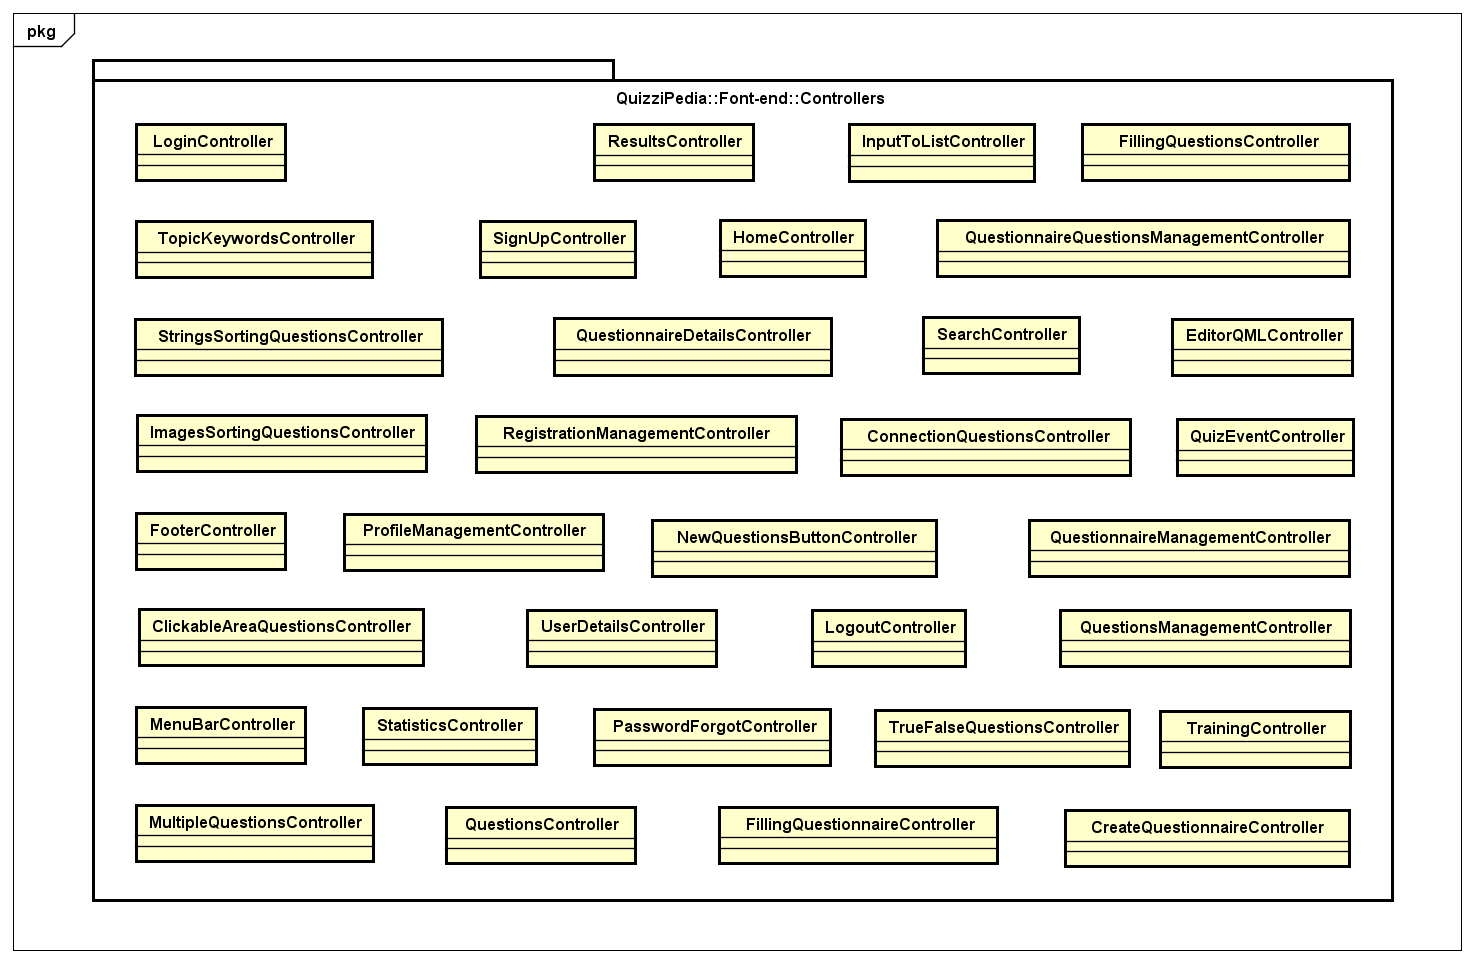 pkg
QuizziPedia::Font-end::Controllers
LoginController
ResultsController
InputToListController
FillingQuestionsController
TopicKeywordsController
SignUpController
HomeController
QuestionnaireQuestionsManagementController
StringsSortingQuestionsController
QuestionnaireDetailsController
SearchController
EditorQMLController
ImagesSortingQuestionsController
RegistrationManagementController
ConnectionQuestionsController
QuizEventController
FooterController
ProfileManagementController
NewQuestionsButtonController
QuestionnaireManagementController
ClickableAreaQuestionsController
UserDetailsController
LogoutController
QuestionsManagementController
MenuBarController
StatisticsController
PasswordForgotController
TrueFalseQuestionsController
TrainingController
MultipleQuestionsController
QuestionsController
FillingQuestionnaireController
CreateQuestionnaireController